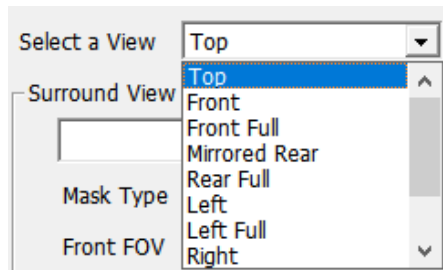 Select a View Top
Top
Surround View
Front
Front Full
Mirrored Rear
Rear Full
Mask Type
Left
Left Full
Front FOV
Right